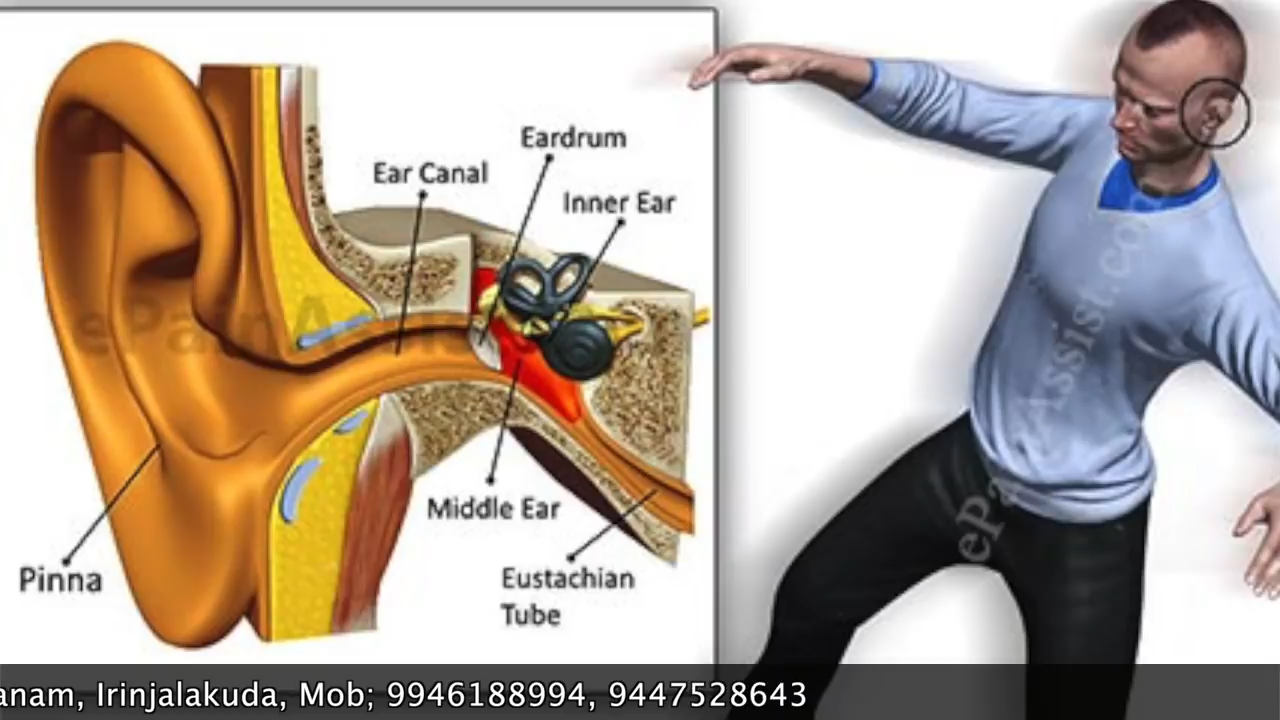 Eardrum
Ear Canal
Inner Ear
Middle Ear
Pinna
Eustachian
Tube
anam, Irinjalakuda, Mob; 9946188994, 9447528643